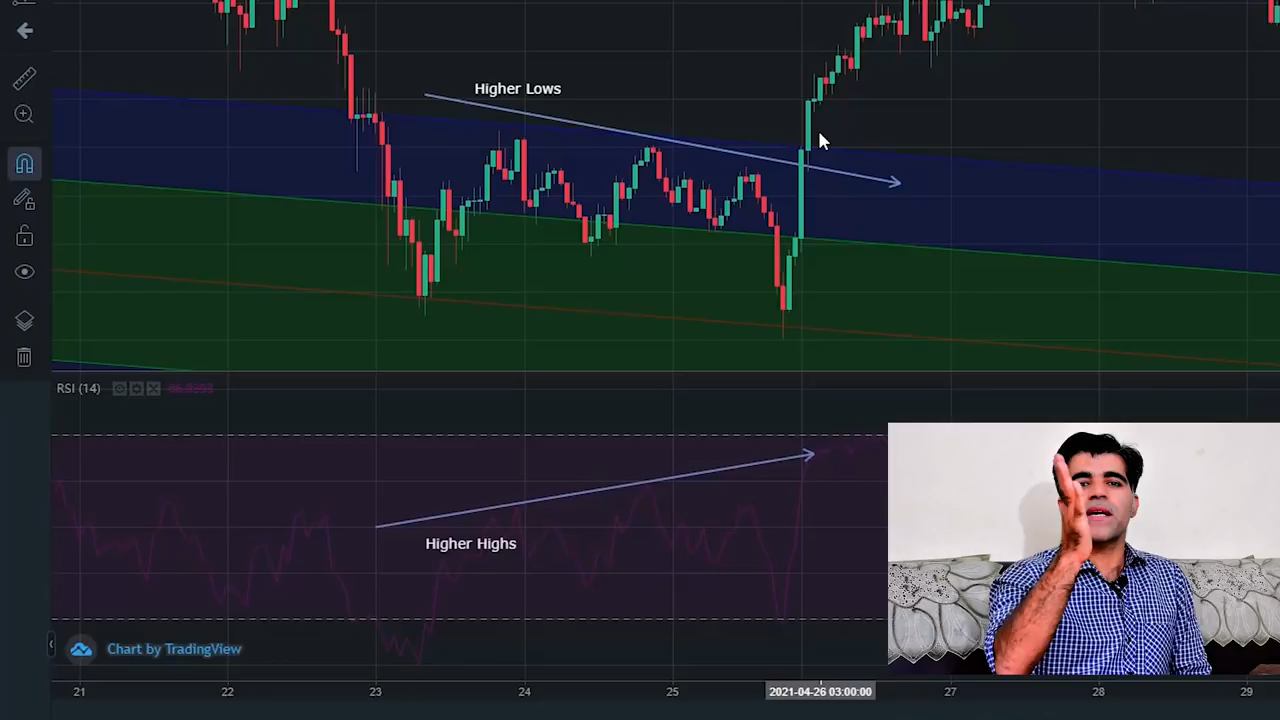 Higher Lows
RSI (14)
Higher Highs
Chart by TradingView
21
22
23
24
25
2021-04-26 03:00:00
27
28
29